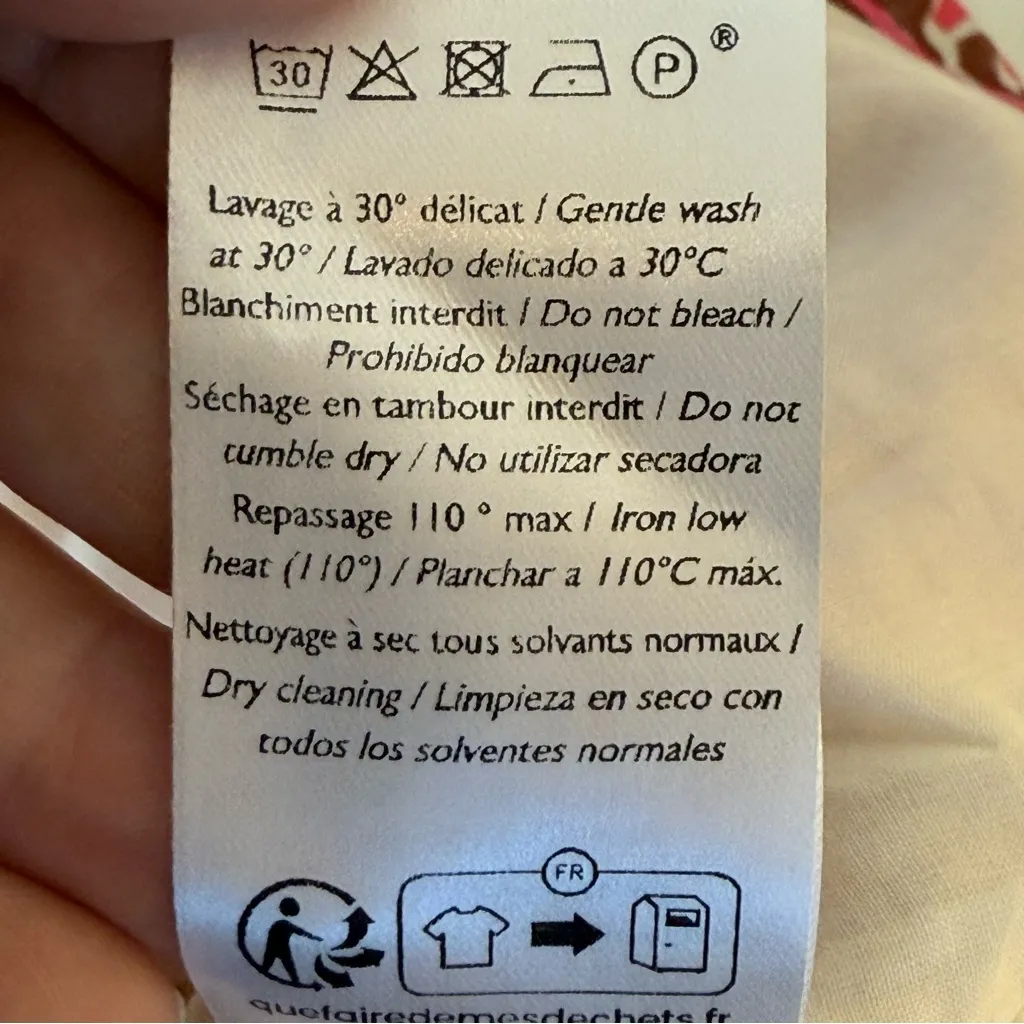 30 P ®
Lavage à 30° délicat / Gentle wash
at 30° / Lavado delicado a 30°C
Blanchiment interdit / Do not bleach /
Prohibido blanquear
Séchage en tambour interdit / Do not
tumble dry / No utilizar secadora
Repassage 110 ° max / Iron low
heat (110°) / Planchar a 110°C máx.
Nettoyage à sec tous solvants normaux /
Dry cleaning / Limpieza en seco con
todos los solventes normales
FR
quefairedemesdechets.fr